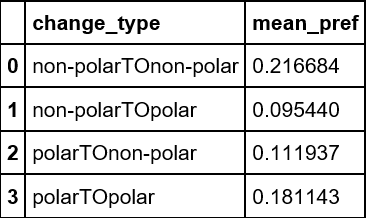 change_type mean_pref
0 non-polarTOnon-polar 0.216684
1 non-polarTOpolar 0.095440
2 polarTOnon-polar 0.111937
3 polarTOpolar 0.181143